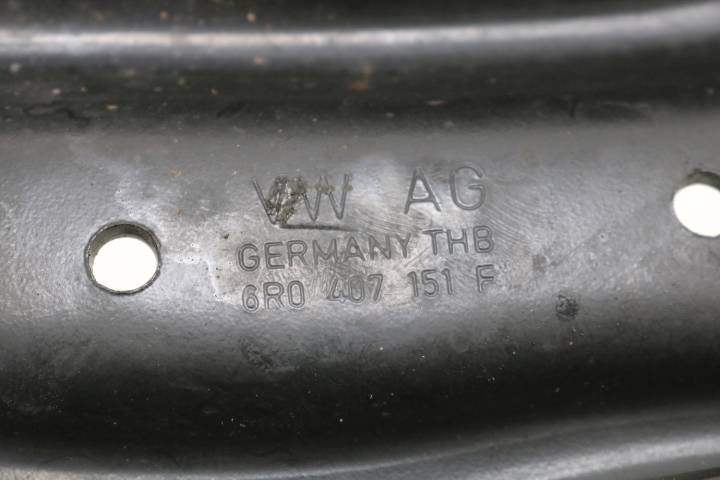 VW AG
GERMANY THB
6R0 407 151 F